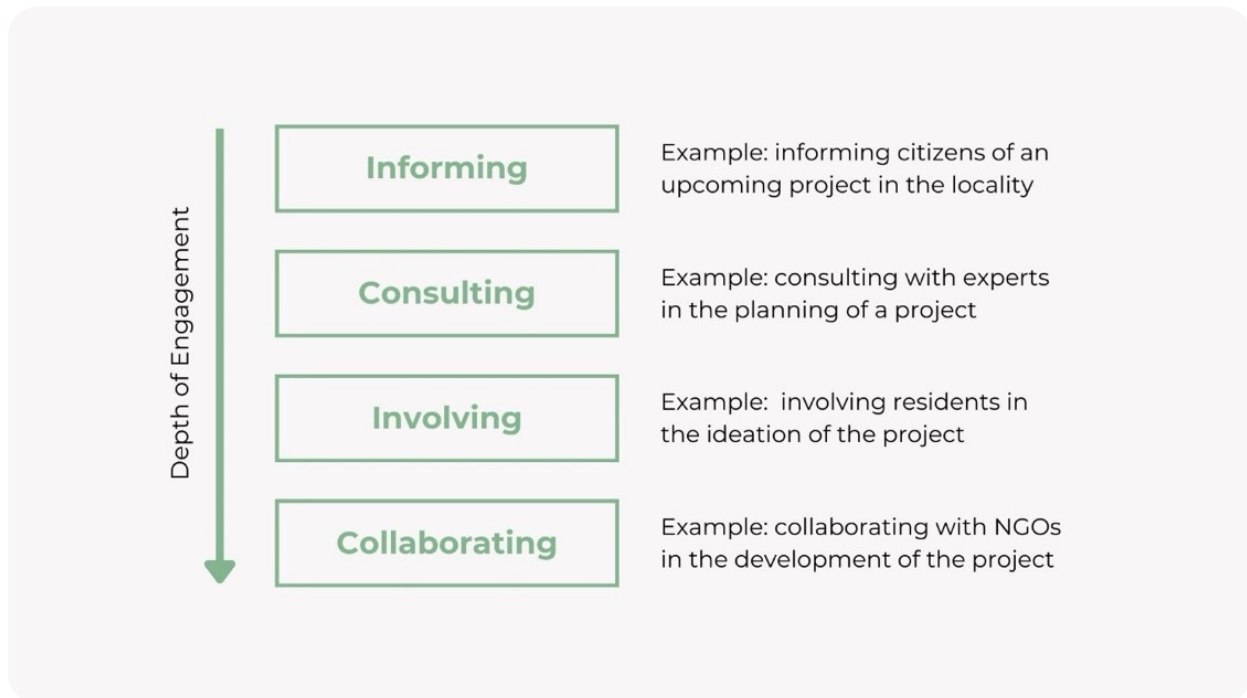 Depth of Engagement
Informing
Example: informing citizens of an
upcoming project in the locality
Consulting
Example: consulting with experts
in the planning of a project
Involving
Example:  involving residents in
the ideation of the project
Collaborating
Example: collaborating with NGOs
in the development of the project